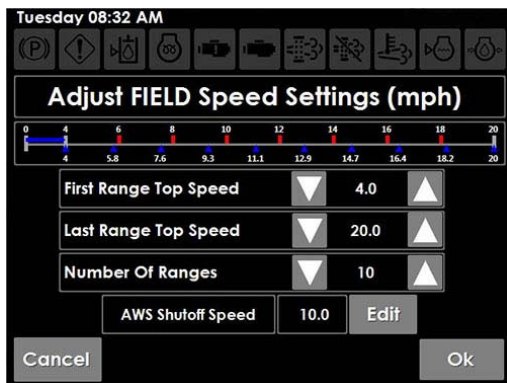 Tuesday 08:32 AM
(P)
Adjust FIELD Speed Settings (mph)
0 4 6 8 10 12 14 16 18 20
4 5.8 7.6 9.3 11.1 12.9 14.7 16.4 18.2 20
First Range Top Speed 4.0
Last Range Top Speed 20.0
Number Of Ranges 10
AWS Shutoff Speed 10.0 Edit
Cancel Ok